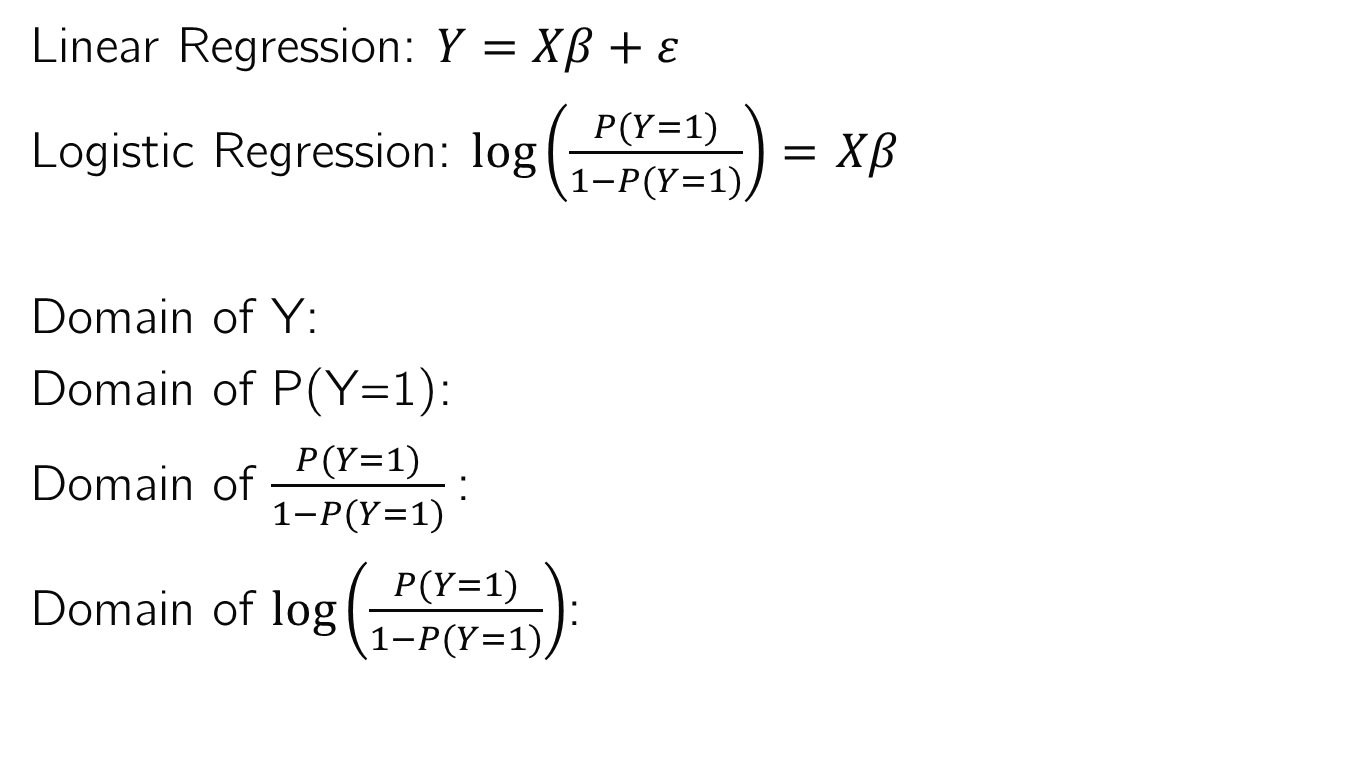 Linear Regression: Y = Xβ + ε
Logistic Regression: log(P(Y=1)/1−P(Y=1)) = Xβ
Domain of Y:
Domain of P(Y=1):
Domain of P(Y=1)/1−P(Y=1) :
Domain of log(P(Y=1)/1−P(Y=1)):